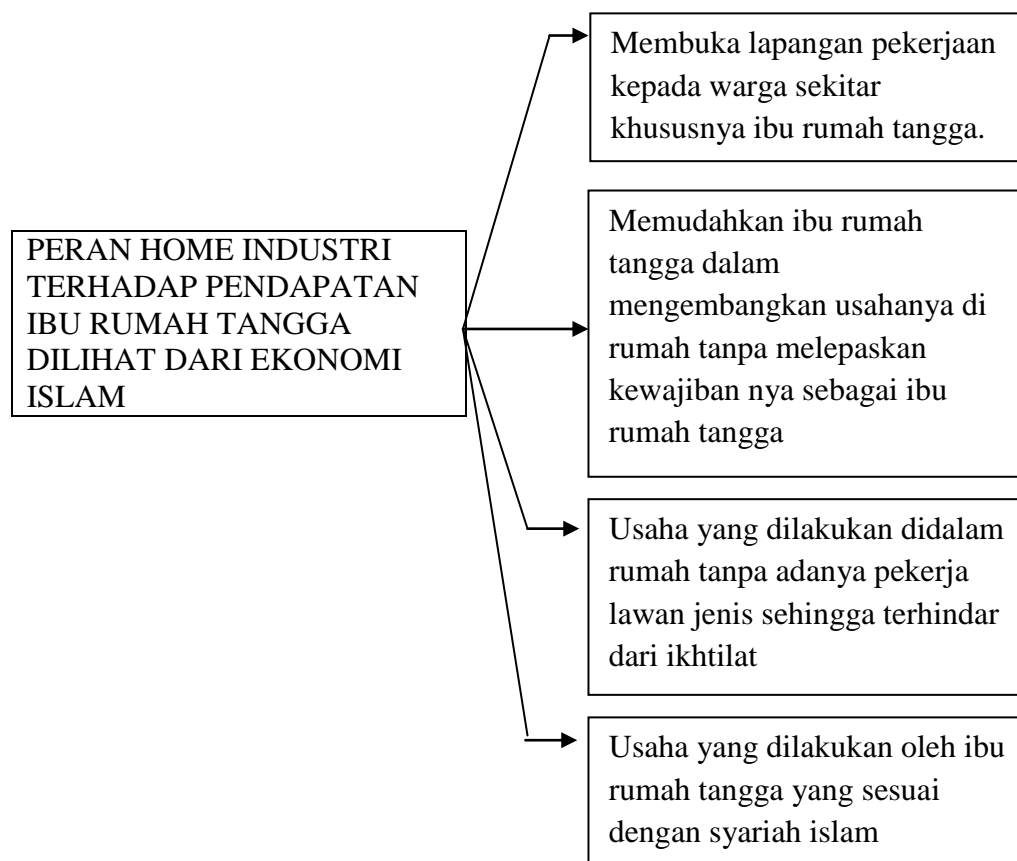 PERAN HOME INDUSTRI
TERHADAP PENDAPATAN
IBU RUMAH TANGGA
DILIHAT DARI EKONOMI
ISLAM
Membuka lapangan pekerjaan
kepada warga sekitar
khususnya ibu rumah tangga.
Memudahkan ibu rumah
tangga dalam
mengembangkan usahanya di
rumah tanpa melepaskan
kewajiban nya sebagai ibu
rumah tangga
Usaha yang dilakukan didalam
rumah tanpa adanya pekerja
lawan jenis sehingga terhindar
dari ikhtilat
Usaha yang dilakukan oleh ibu
rumah tangga yang sesuai
dengan syariah islam